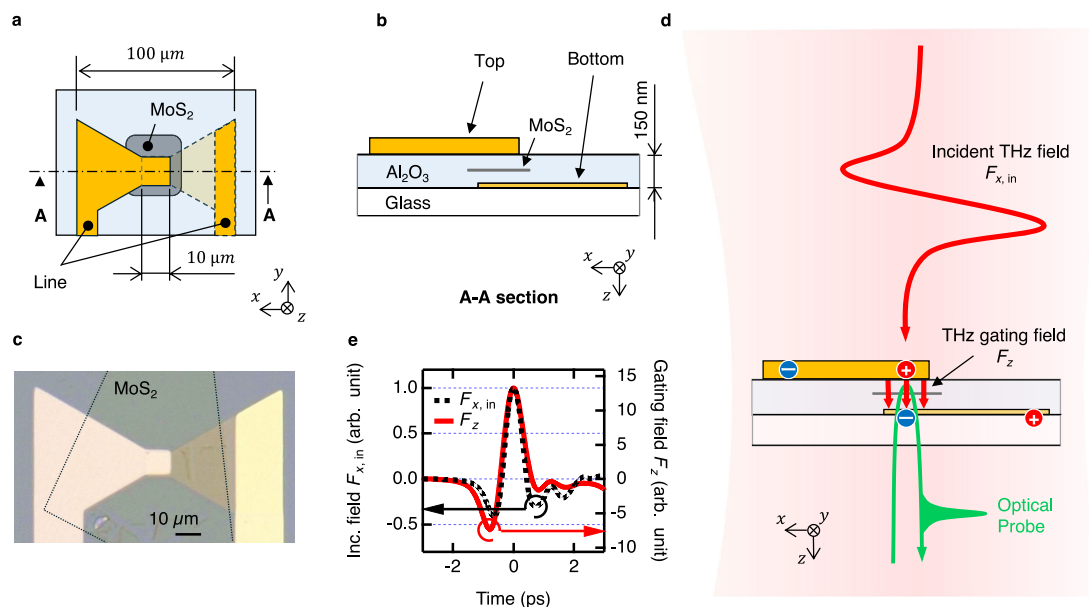 a
100 μm
MoS₂
A
A
Line
10 μm
y
x
z
b
Top
Bottom
MoS₂
150 nm
Al₂O₃
Glass
x
y
z
A-A section
c
MoS₂
10 μm
e
Inc. field Fx, in (arb. unit)
1.0
0.5
0.0
−0.5
Fx, in
Fz
15
10
5
0
−5
−10
Gating field Fz (arb. unit)
−2
0
2
Time (ps)
d
Incident THz field
Fx, in
THz gating field
Fz
−
+
−
+
Optical
Probe
x
y
z